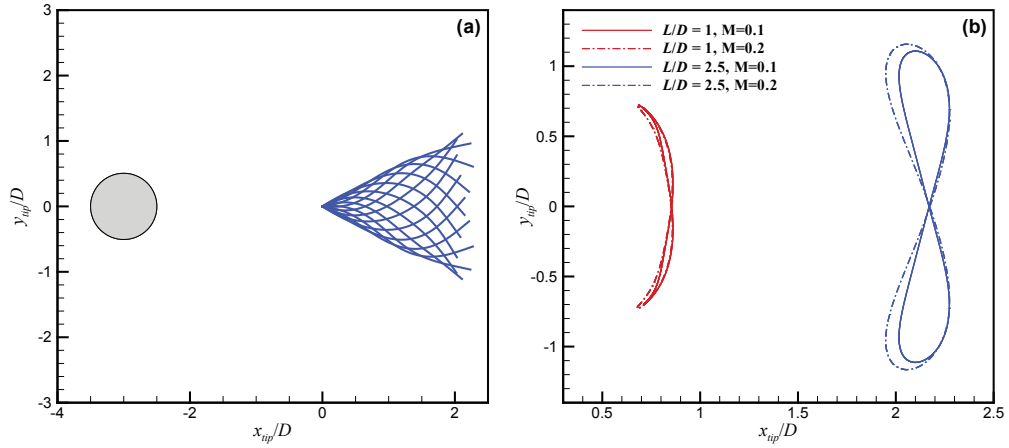 (a)
3
2
1
0
-1
-2
-3
-4
-2
0
2
y_tip/D
x_tip/D
(b)
L/D = 1, M=0.1
L/D = 1, M=0.2
L/D = 2.5, M=0.1
L/D = 2.5, M=0.2
1
0.5
0
-0.5
-1
0.5
1
1.5
2
2.5
y_tip/D
x_tip/D